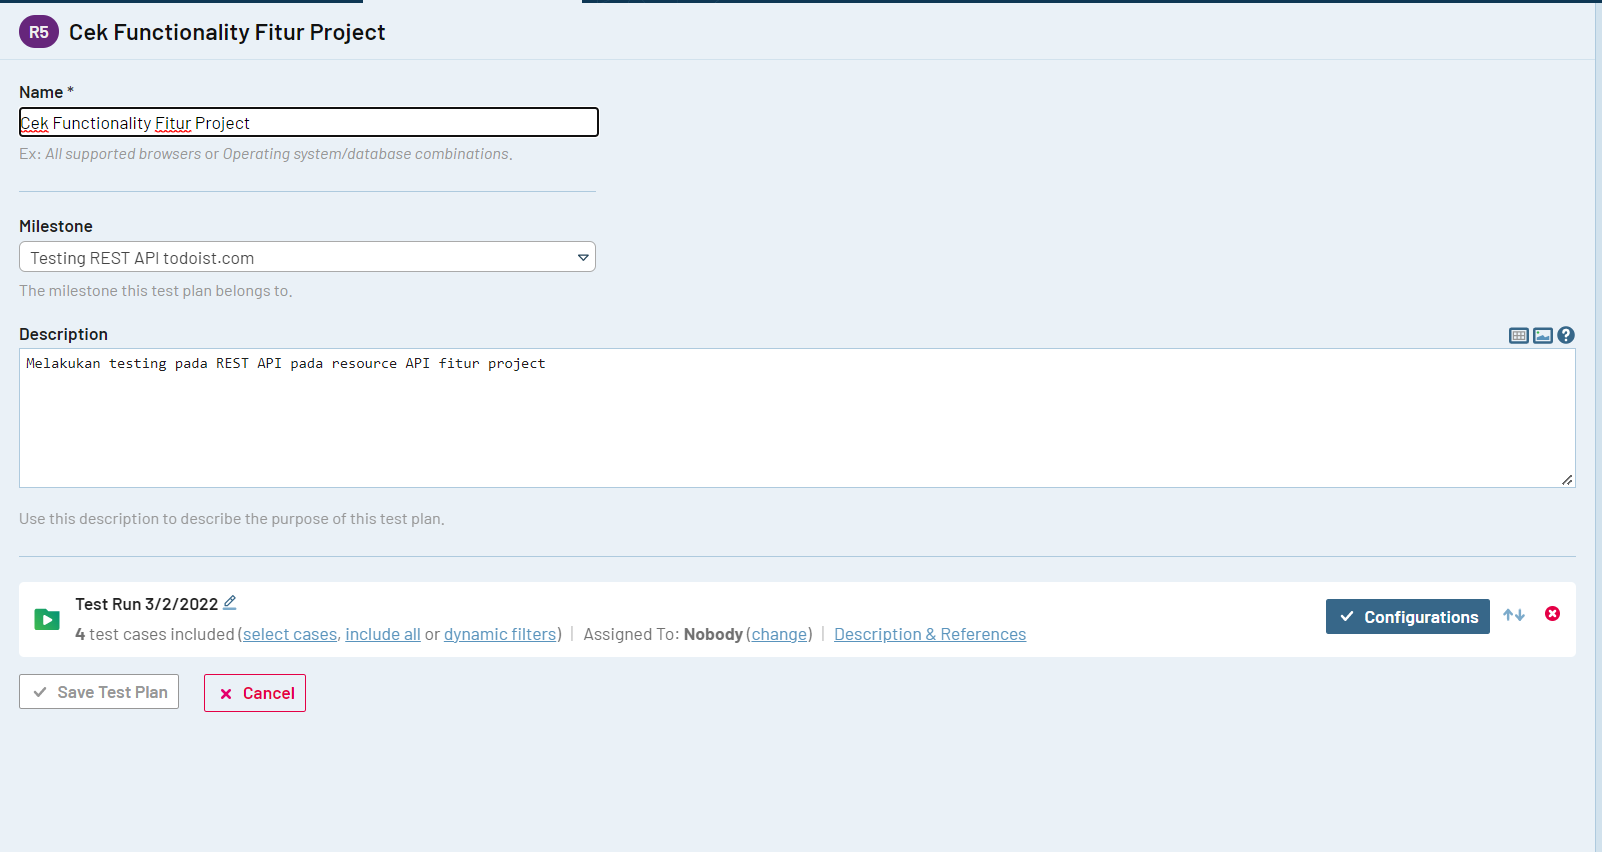 R5 Cek Functionality Fitur Project
Name *
Cek Functionality Fitur Project
Ex: All supported browsers or Operating system/database combinations.
Milestone
Testing REST API todoist.com
The milestone this test plan belongs to.
Description
Melakukan testing pada REST API pada resource API fitur project
Use this description to describe the purpose of this test plan.
Test Run 3/2/2022
4 test cases included (select cases, include all or dynamic filters) | Assigned To: Nobody (change) | Description & References
Configurations
Save Test Plan
Cancel